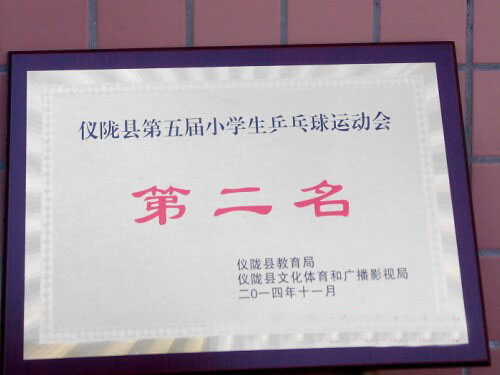 仪陇县第五届小学生乒乓球运动会
第二名
仪陇县教育局
仪陇县文化体育和广播影视局
二〇一四年十一月